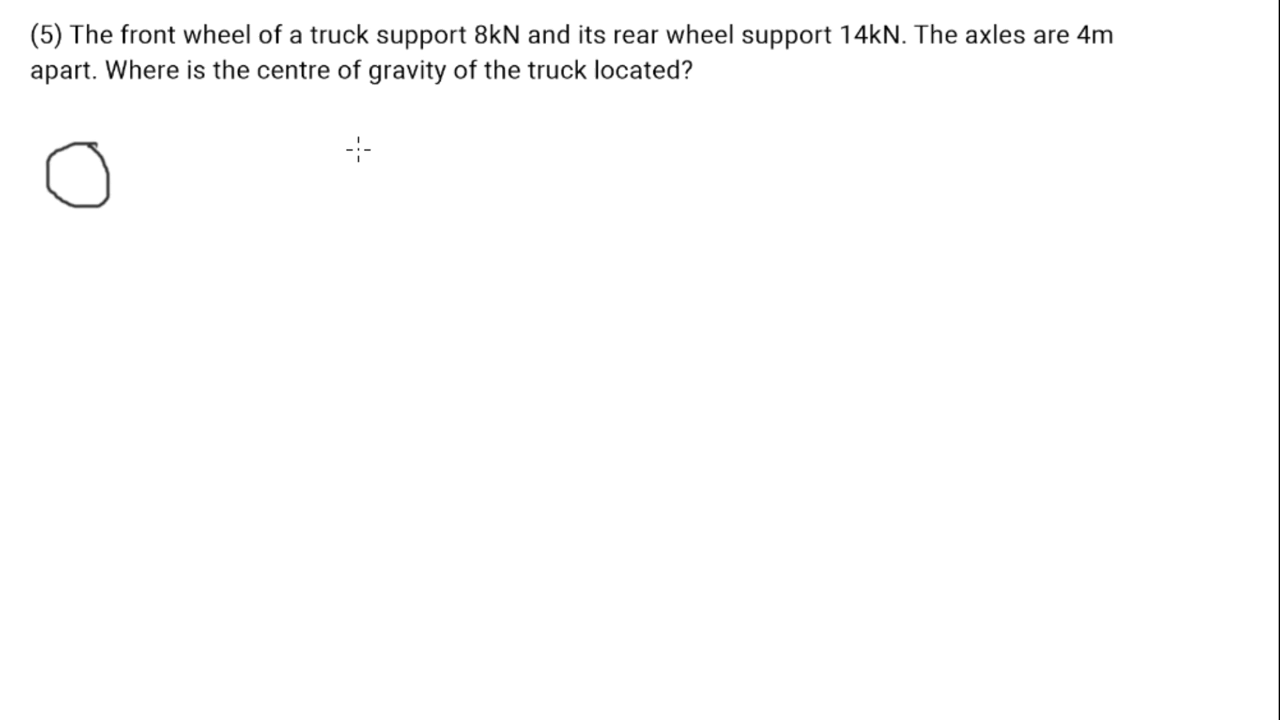 (5) The front wheel of a truck support 8kN and its rear wheel support 14kN. The axles are 4m
apart. Where is the centre of gravity of the truck located?